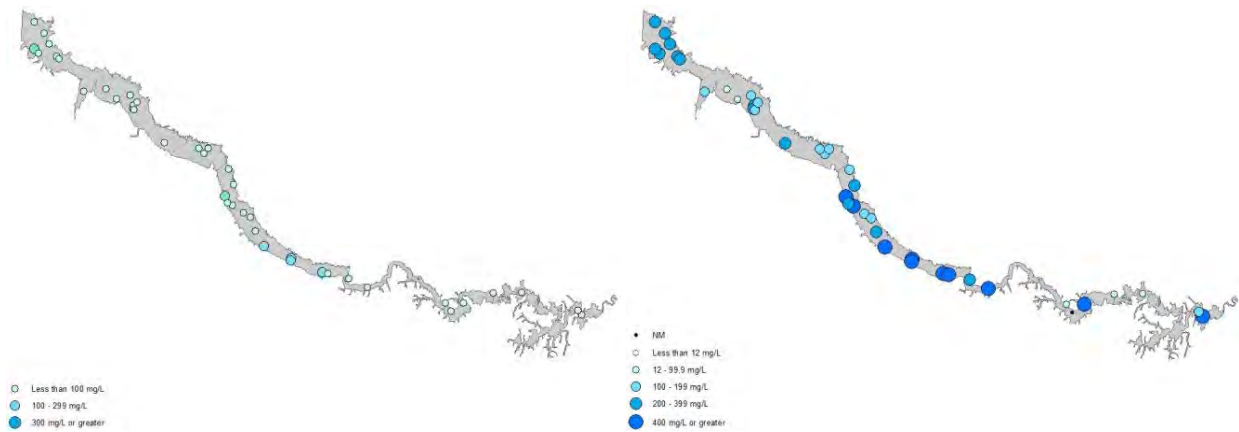 Less than 100 mg/L
100 - 299 mg/L
300 mg/L or greater
NM
Less than 12 mg/L
12 - 99.9 mg/L
100 - 199 mg/L
200 - 399 mg/L
400 mg/L or greater